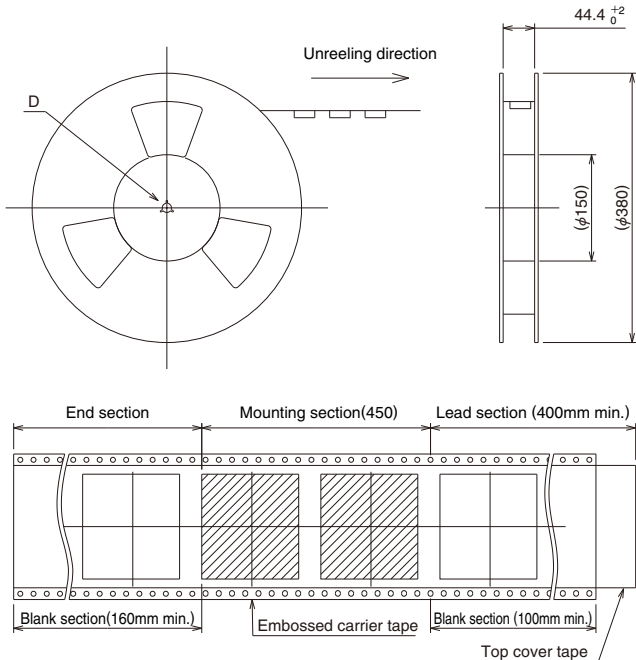 44.4 +2 0
Unreeling direction
D
(φ150)
(φ380)
End section
Mounting section(450)
Lead section (400mm min.)
Blank section(160mm min.)
Embossed carrier tape
Blank section (100mm min.)
Top cover tape